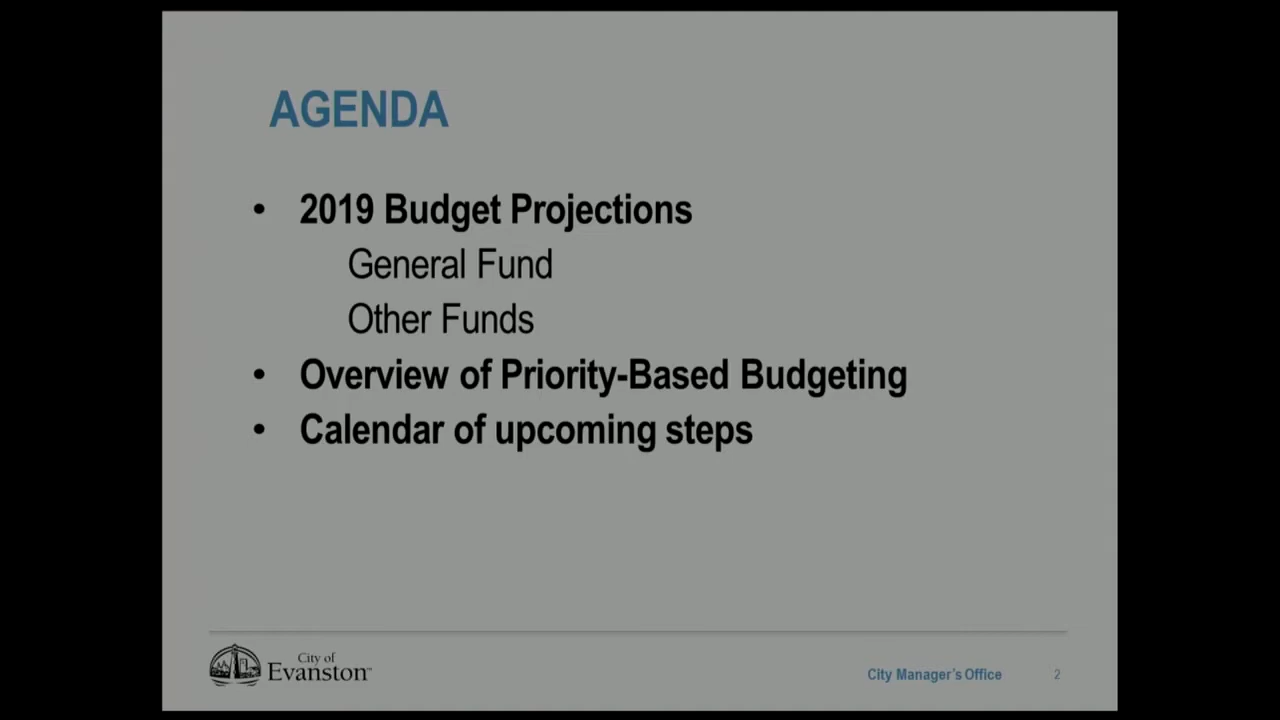 AGENDA
• 2019 Budget Projections
General Fund
Other Funds
• Overview of Priority-Based Budgeting
• Calendar of upcoming steps
City of
Evanston™
City Manager's Office 2